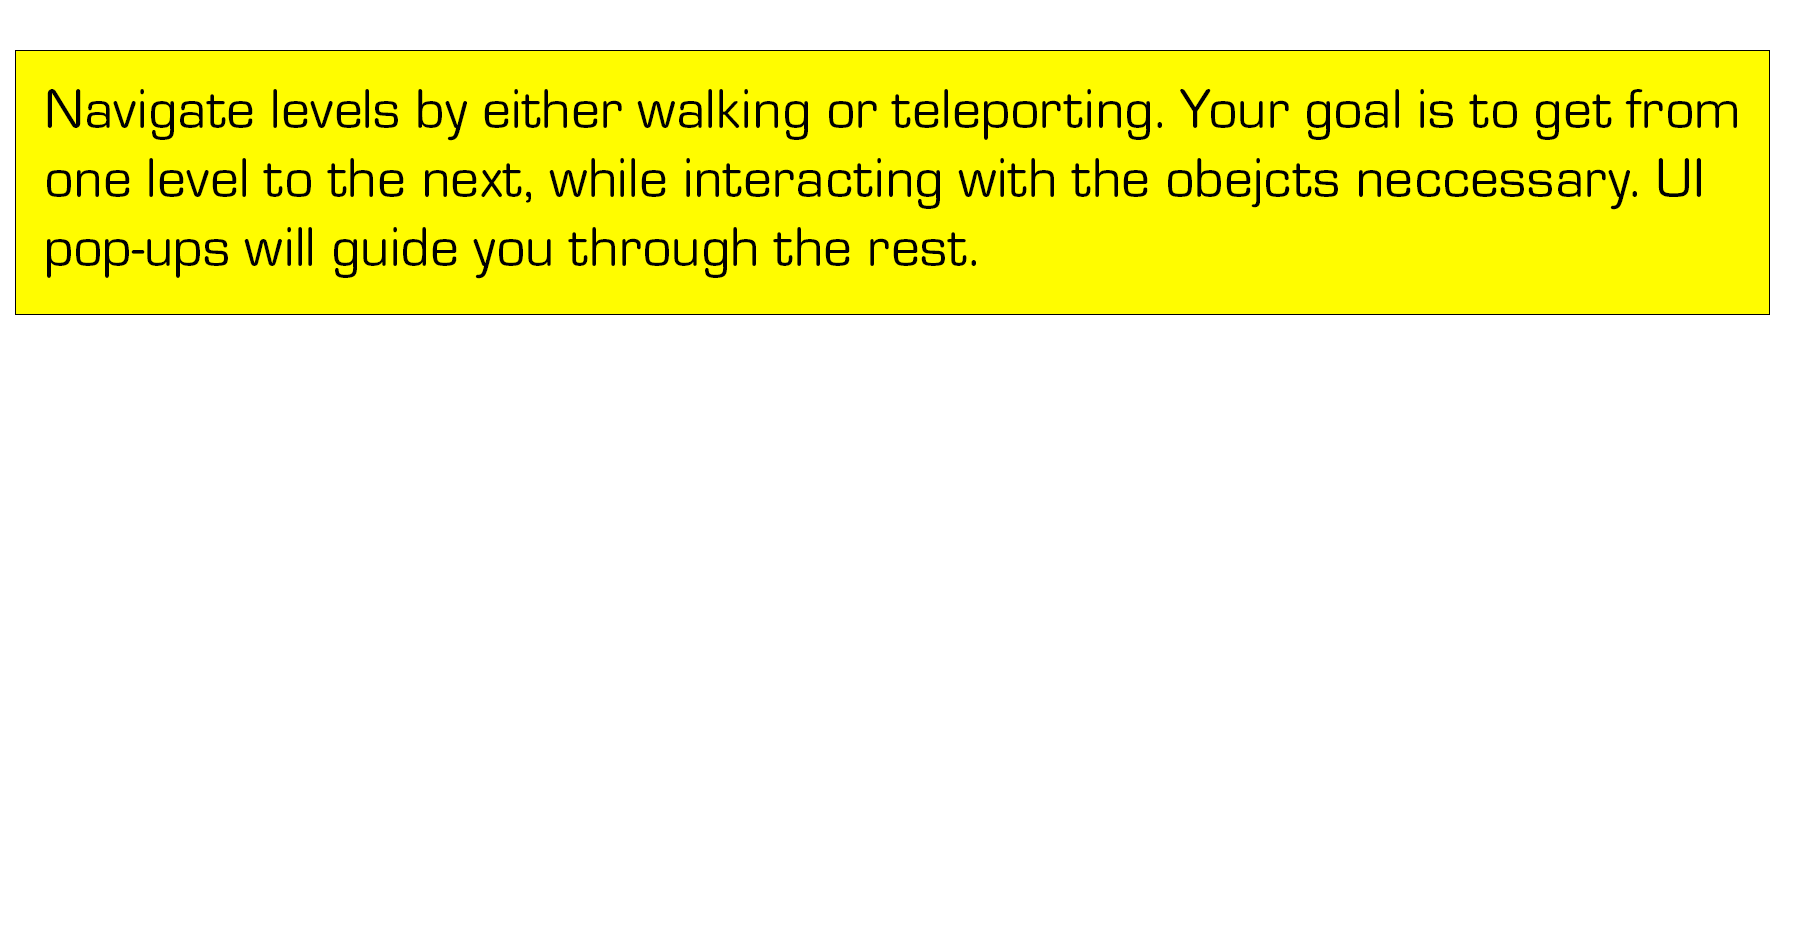 Navigate levels by either walking or teleporting. Your goal is to get from
one level to the next, while interacting with the obejcts neccessary. UI
pop-ups will guide you through the rest.